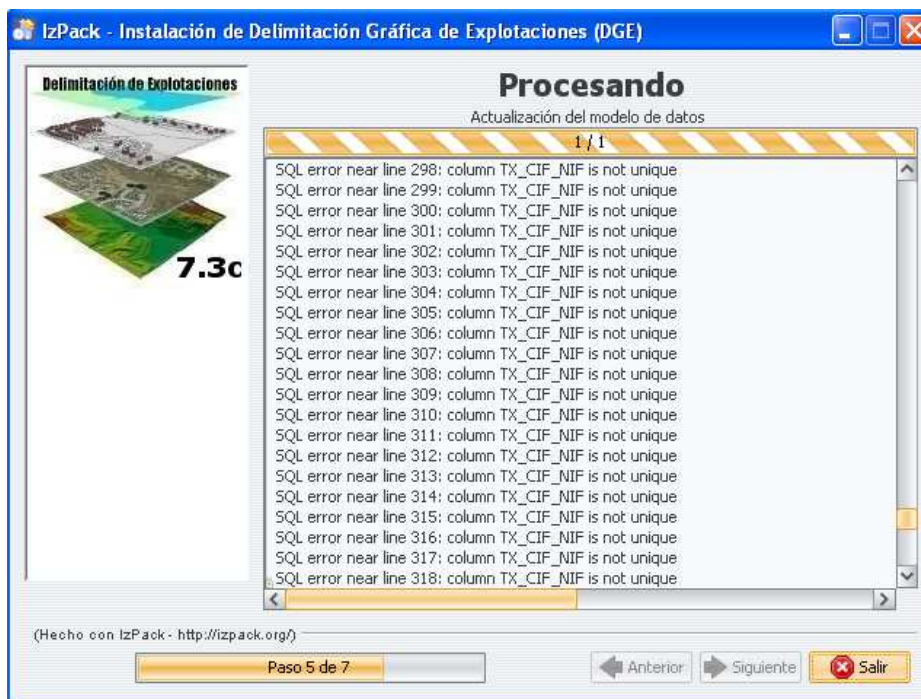 IzPack - Instalación de Delimitación Gráfica de Explotaciones (DGE)
Delimitación de Explotaciones
7.3c
Procesando
Actualización del modelo de datos
1 / 1
SQL error near line 298: column TX_CIF_NIF is not unique
SQL error near line 299: column TX_CIF_NIF is not unique
SQL error near line 300: column TX_CIF_NIF is not unique
SQL error near line 301: column TX_CIF_NIF is not unique
SQL error near line 302: column TX_CIF_NIF is not unique
SQL error near line 303: column TX_CIF_NIF is not unique
SQL error near line 304: column TX_CIF_NIF is not unique
SQL error near line 305: column TX_CIF_NIF is not unique
SQL error near line 306: column TX_CIF_NIF is not unique
SQL error near line 307: column TX_CIF_NIF is not unique
SQL error near line 308: column TX_CIF_NIF is not unique
SQL error near line 309: column TX_CIF_NIF is not unique
SQL error near line 310: column TX_CIF_NIF is not unique
SQL error near line 311: column TX_CIF_NIF is not unique
SQL error near line 312: column TX_CIF_NIF is not unique
SQL error near line 313: column TX_CIF_NIF is not unique
SQL error near line 314: column TX_CIF_NIF is not unique
SQL error near line 315: column TX_CIF_NIF is not unique
SQL error near line 316: column TX_CIF_NIF is not unique
SQL error near line 317: column TX_CIF_NIF is not unique
SQL error near line 318: column TX_CIF_NIF is not unique
(Hecho con IzPack - http://izpack.org/)
Paso 5 de 7
Anterior
Siguiente
Salir